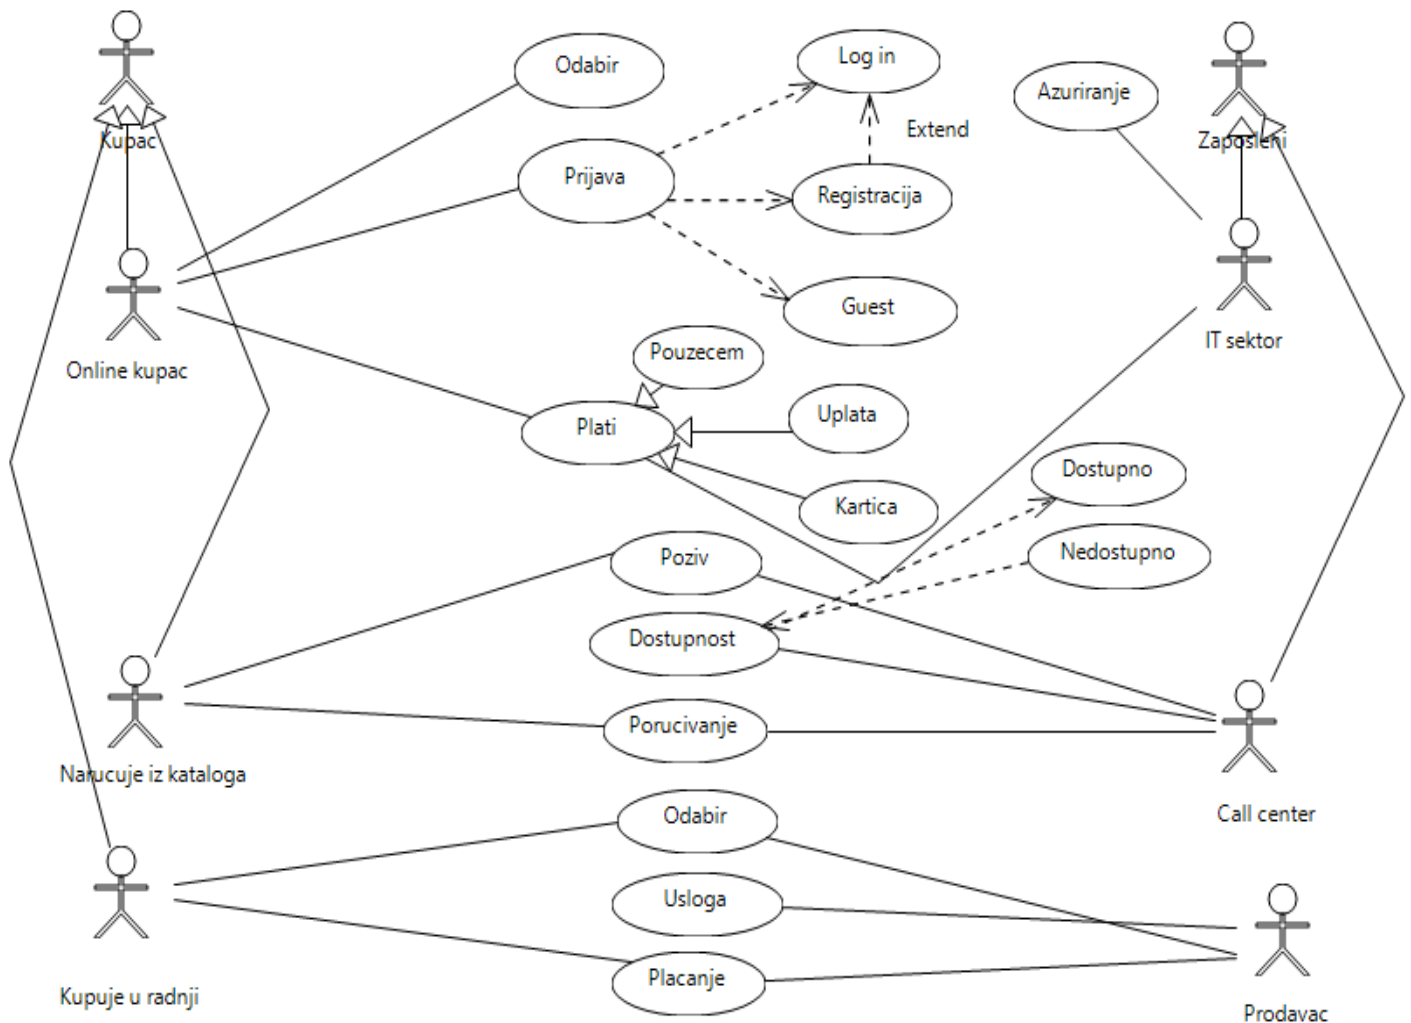 Odabir
Log in
Azuriranje
Extend
Kupac
Zaposleni
Prijava
Registracija
Guest
IT sektor
Online kupac
Pouzecem
Uplata
Plati
Dostupno
Kartica
Poziv
Nedostupno
Dostupnost
Porucivanje
Narucuje iz kataloga
Call center
Odabir
Usloga
Placanje
Kupuje u radnji
Prodavac